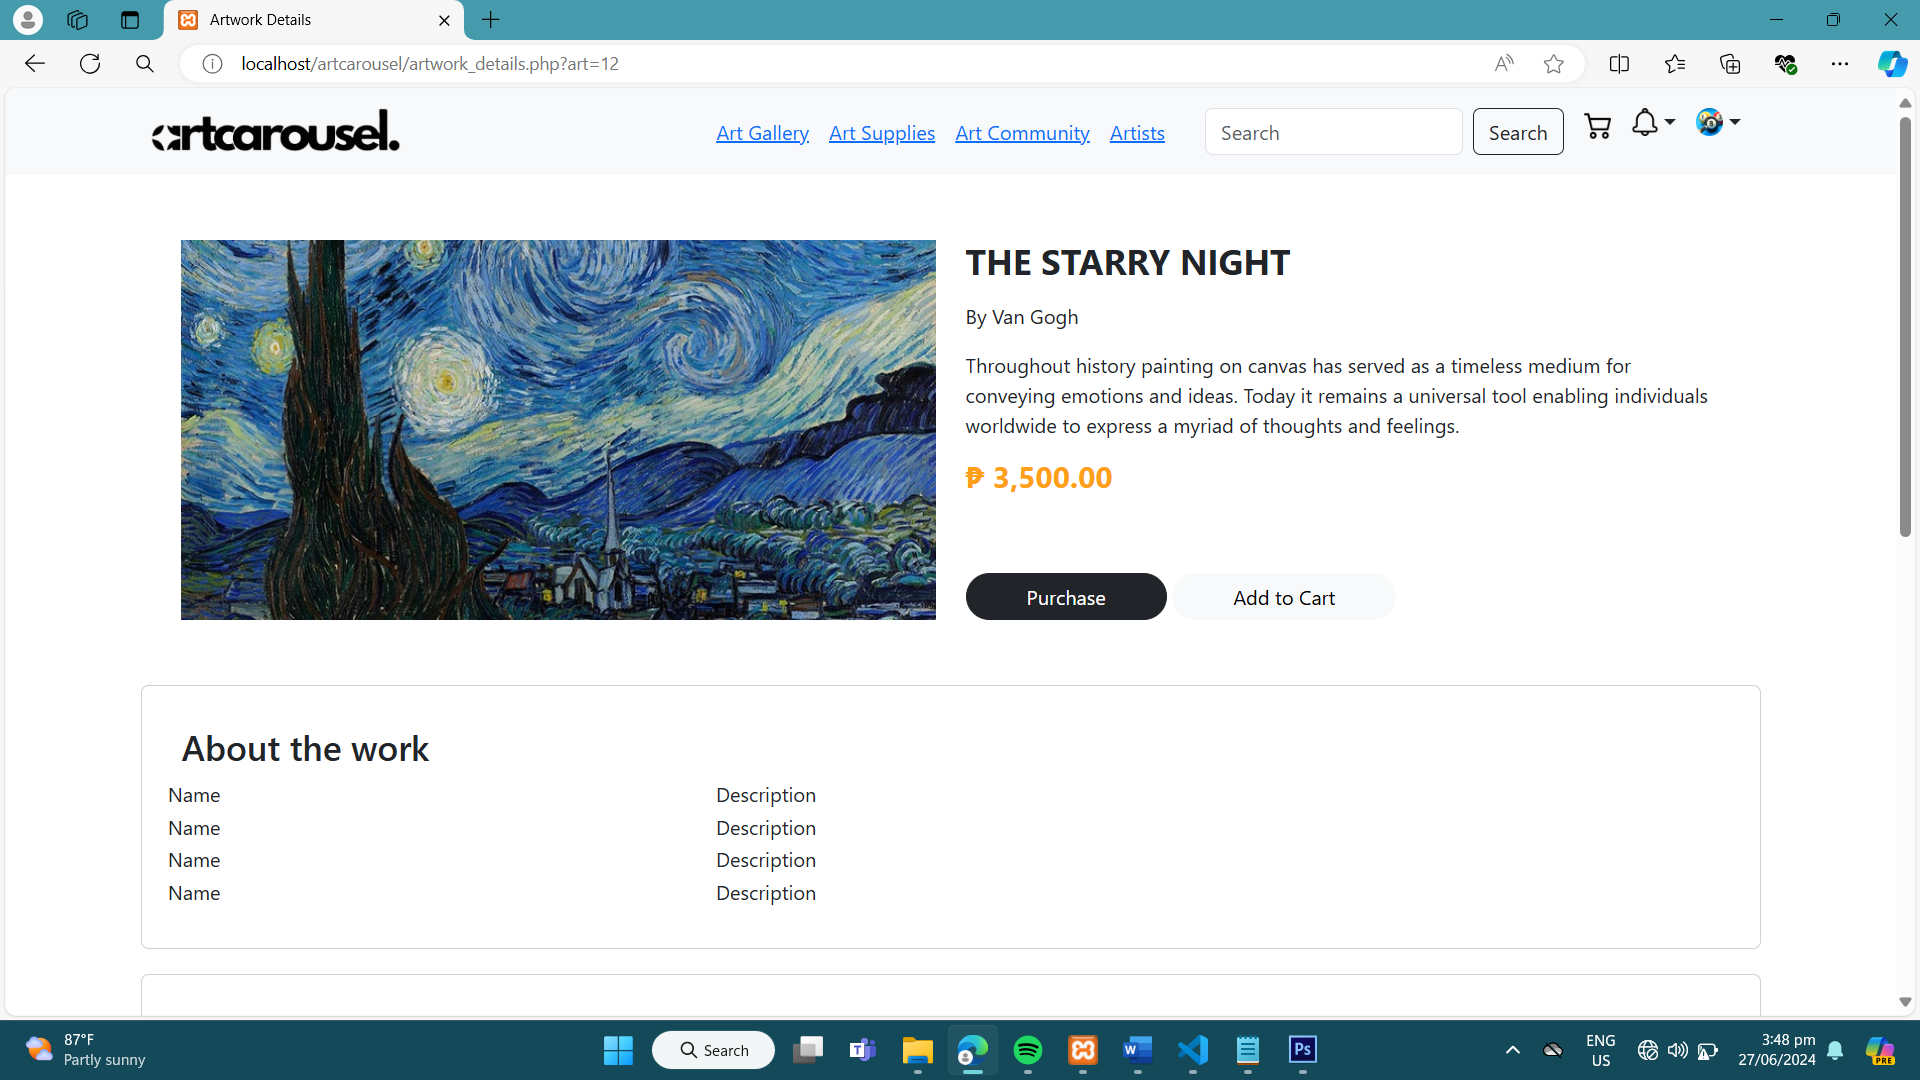 Artwork Details
localhost/artcarousel/artwork_details.php?art=12
artcarousel.
Art Gallery Art Supplies Art Community Artists Search Search
THE STARRY NIGHT
By Van Gogh
Throughout history painting on canvas has served as a timeless medium for
conveying emotions and ideas. Today it remains a universal tool enabling individuals
worldwide to express a myriad of thoughts and feelings.
₱ 3,500.00
Purchase Add to Cart
About the work
Name Description
Name Description
Name Description
Name Description
87°F
Partly sunny
Search
T
W
Ps
ENG
US
3:48 pm
27/06/2024
PRE